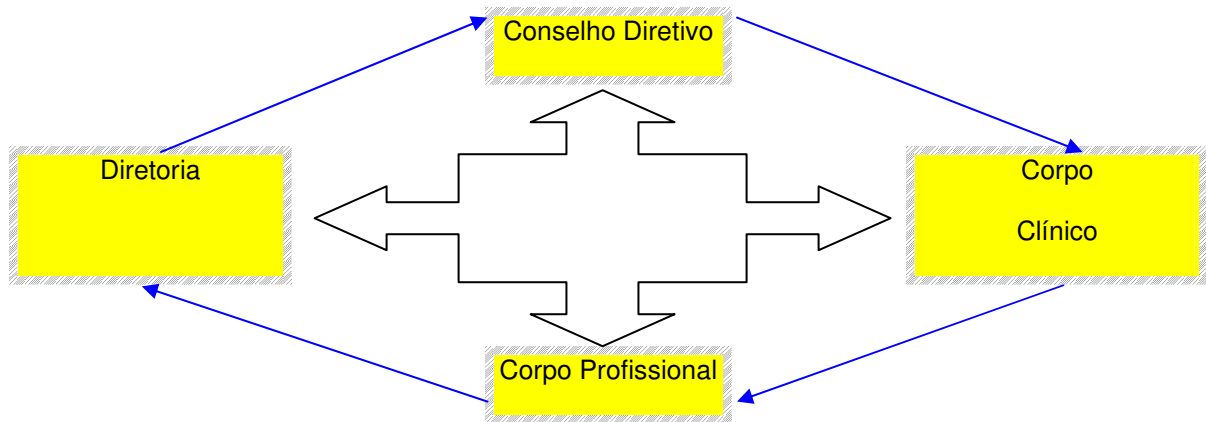 Conselho Diretivo
Diretoria
Corpo
Clínico
Corpo Profissional